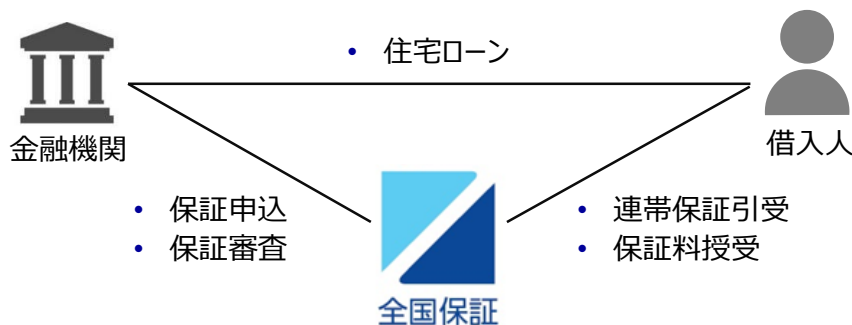 • 住宅ローン
金融機関
借入人
• 保証申込
• 保証審査
• 連帯保証引受
• 保証料授受
全国保証